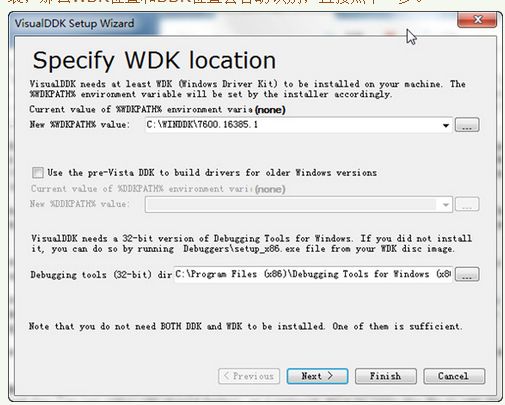 VisualDDK Setup Wizard
Specify WDK location
VisualDDK needs at least WDK (Windows Driver Kit) to be installed on your machine. The
%WDKPATH% environment variable will be set by the installer accordingly.
Current value of %WDKPATH% environment varia (none)
New %WDKPATH% value: C:\WINDDK\7600.16385.1 ...
Use the pre-Vista DDK to build drivers for older Windows versions
Current value of %DDKPATH% environment vari: (none)
New %DDKPATH% value: ...
VisualDDK needs a 32-bit version of Debugging Tools for Windows. If you did not install
it, you can do so by running Debuggers\setup_x86.exe file from your WDK disc image.
Debugging tools (32-bit) dir C:\Program Files (x86)\Debugging Tools for Windows (x8 ...
Note that you do not need BOTH DDK and WDK to be installed. One of them is sufficient.
< Previous Next > Finish Cancel